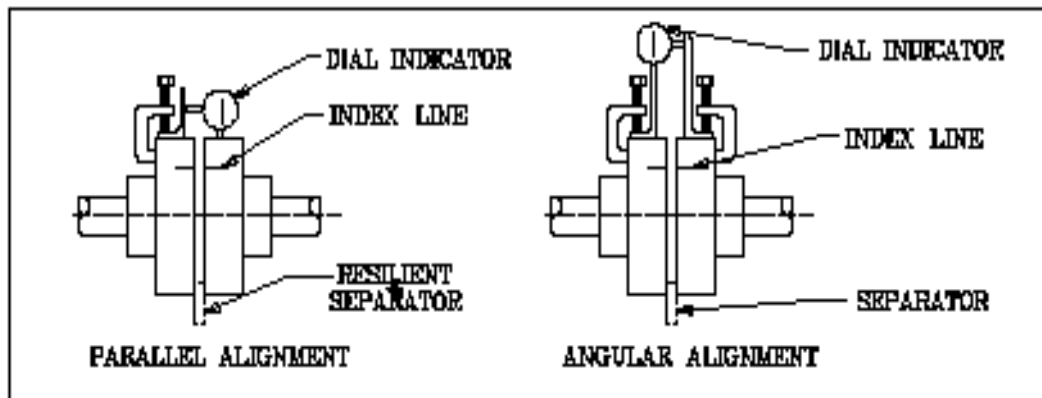 DIAL INDICATOR
INDEX LINE
RESILIENT
SEPARATOR
PARALLEL ALIGNMENT
DIAL INDICATOR
INDEX LINE
SEPARATOR
ANGULAR ALIGNMENT